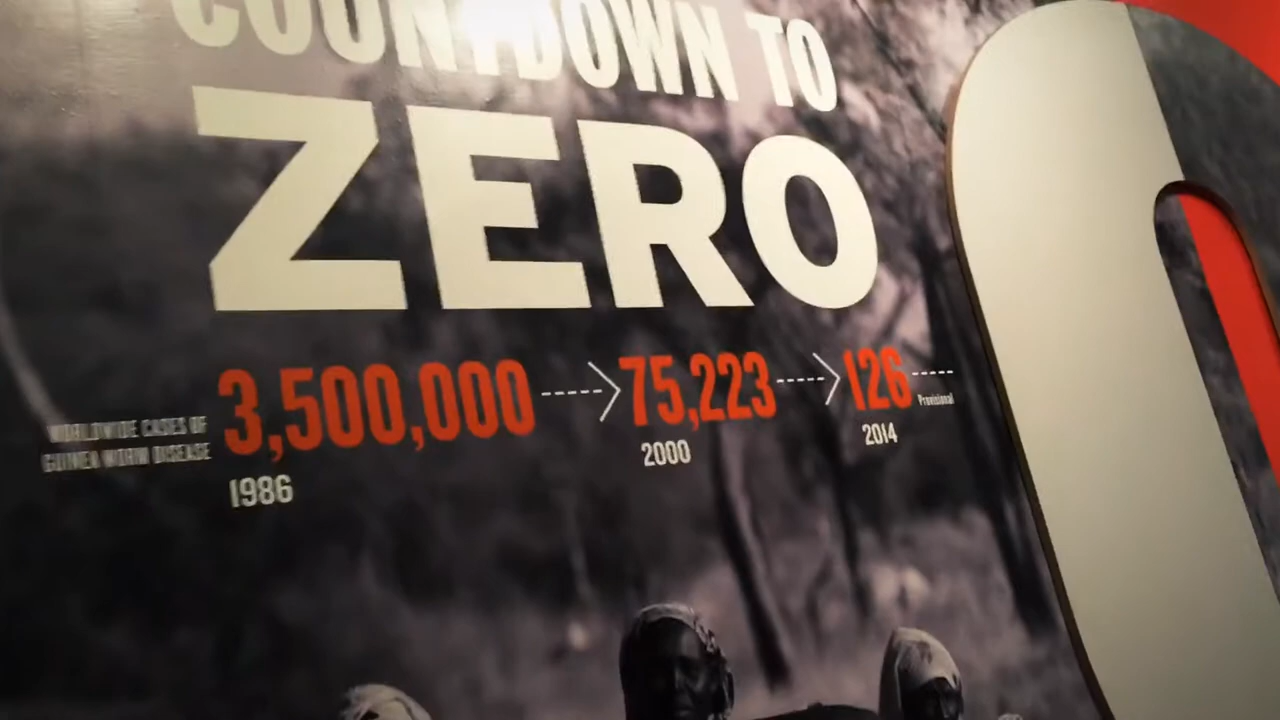 COUNTDOWN TO
ZERO
WORLDWIDE CASES OF
GUINEA WORM DISEASE
3,500,000 75,223 126
Provisional
1986 2000 2014